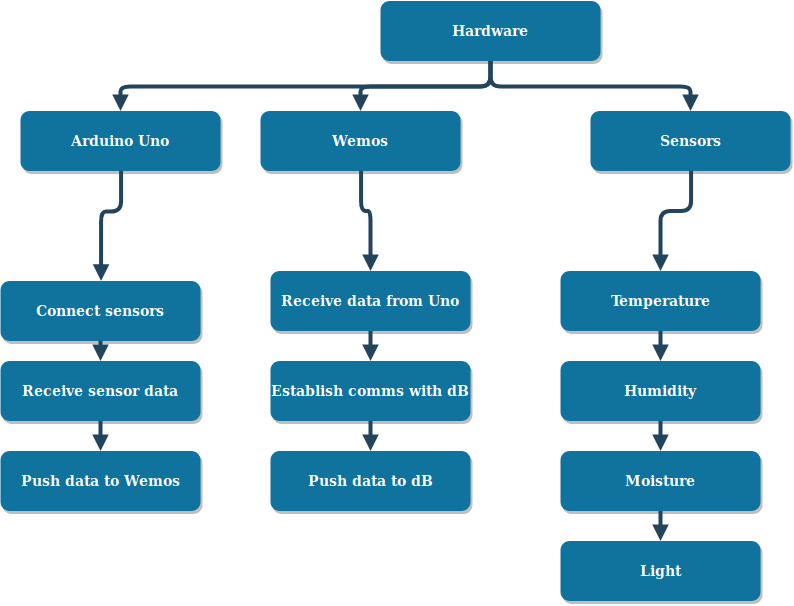 Hardware
Arduino Uno
Wemos
Sensors
Connect sensors
Receive sensor data
Push data to Wemos
Receive data from Uno
Establish comms with dB
Push data to dB
Temperature
Humidity
Moisture
Light